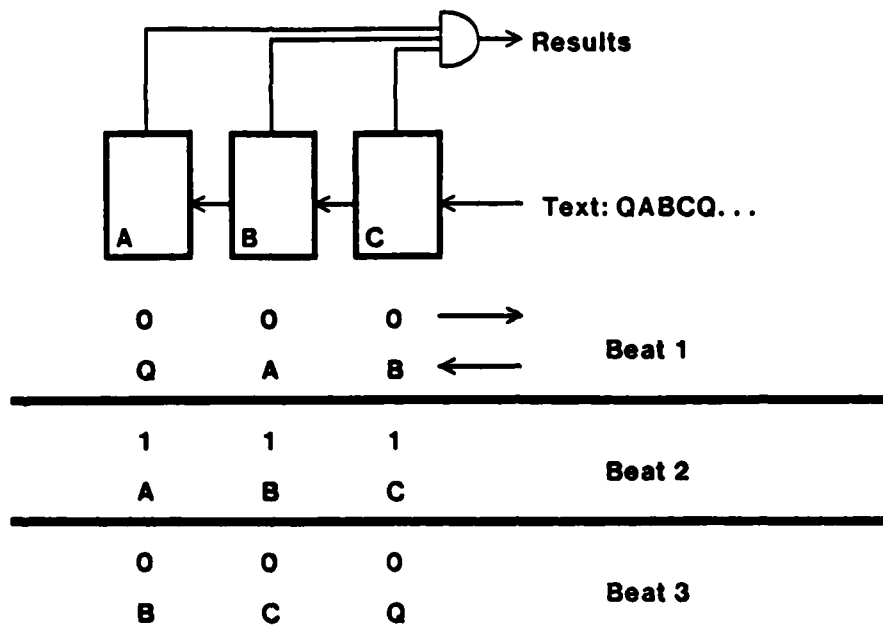 Results
Text: QABCQ...
A B C
0 0 0
Beat 1
Q A B
1 1 1
Beat 2
A B C
0 0 0
Beat 3
B C Q